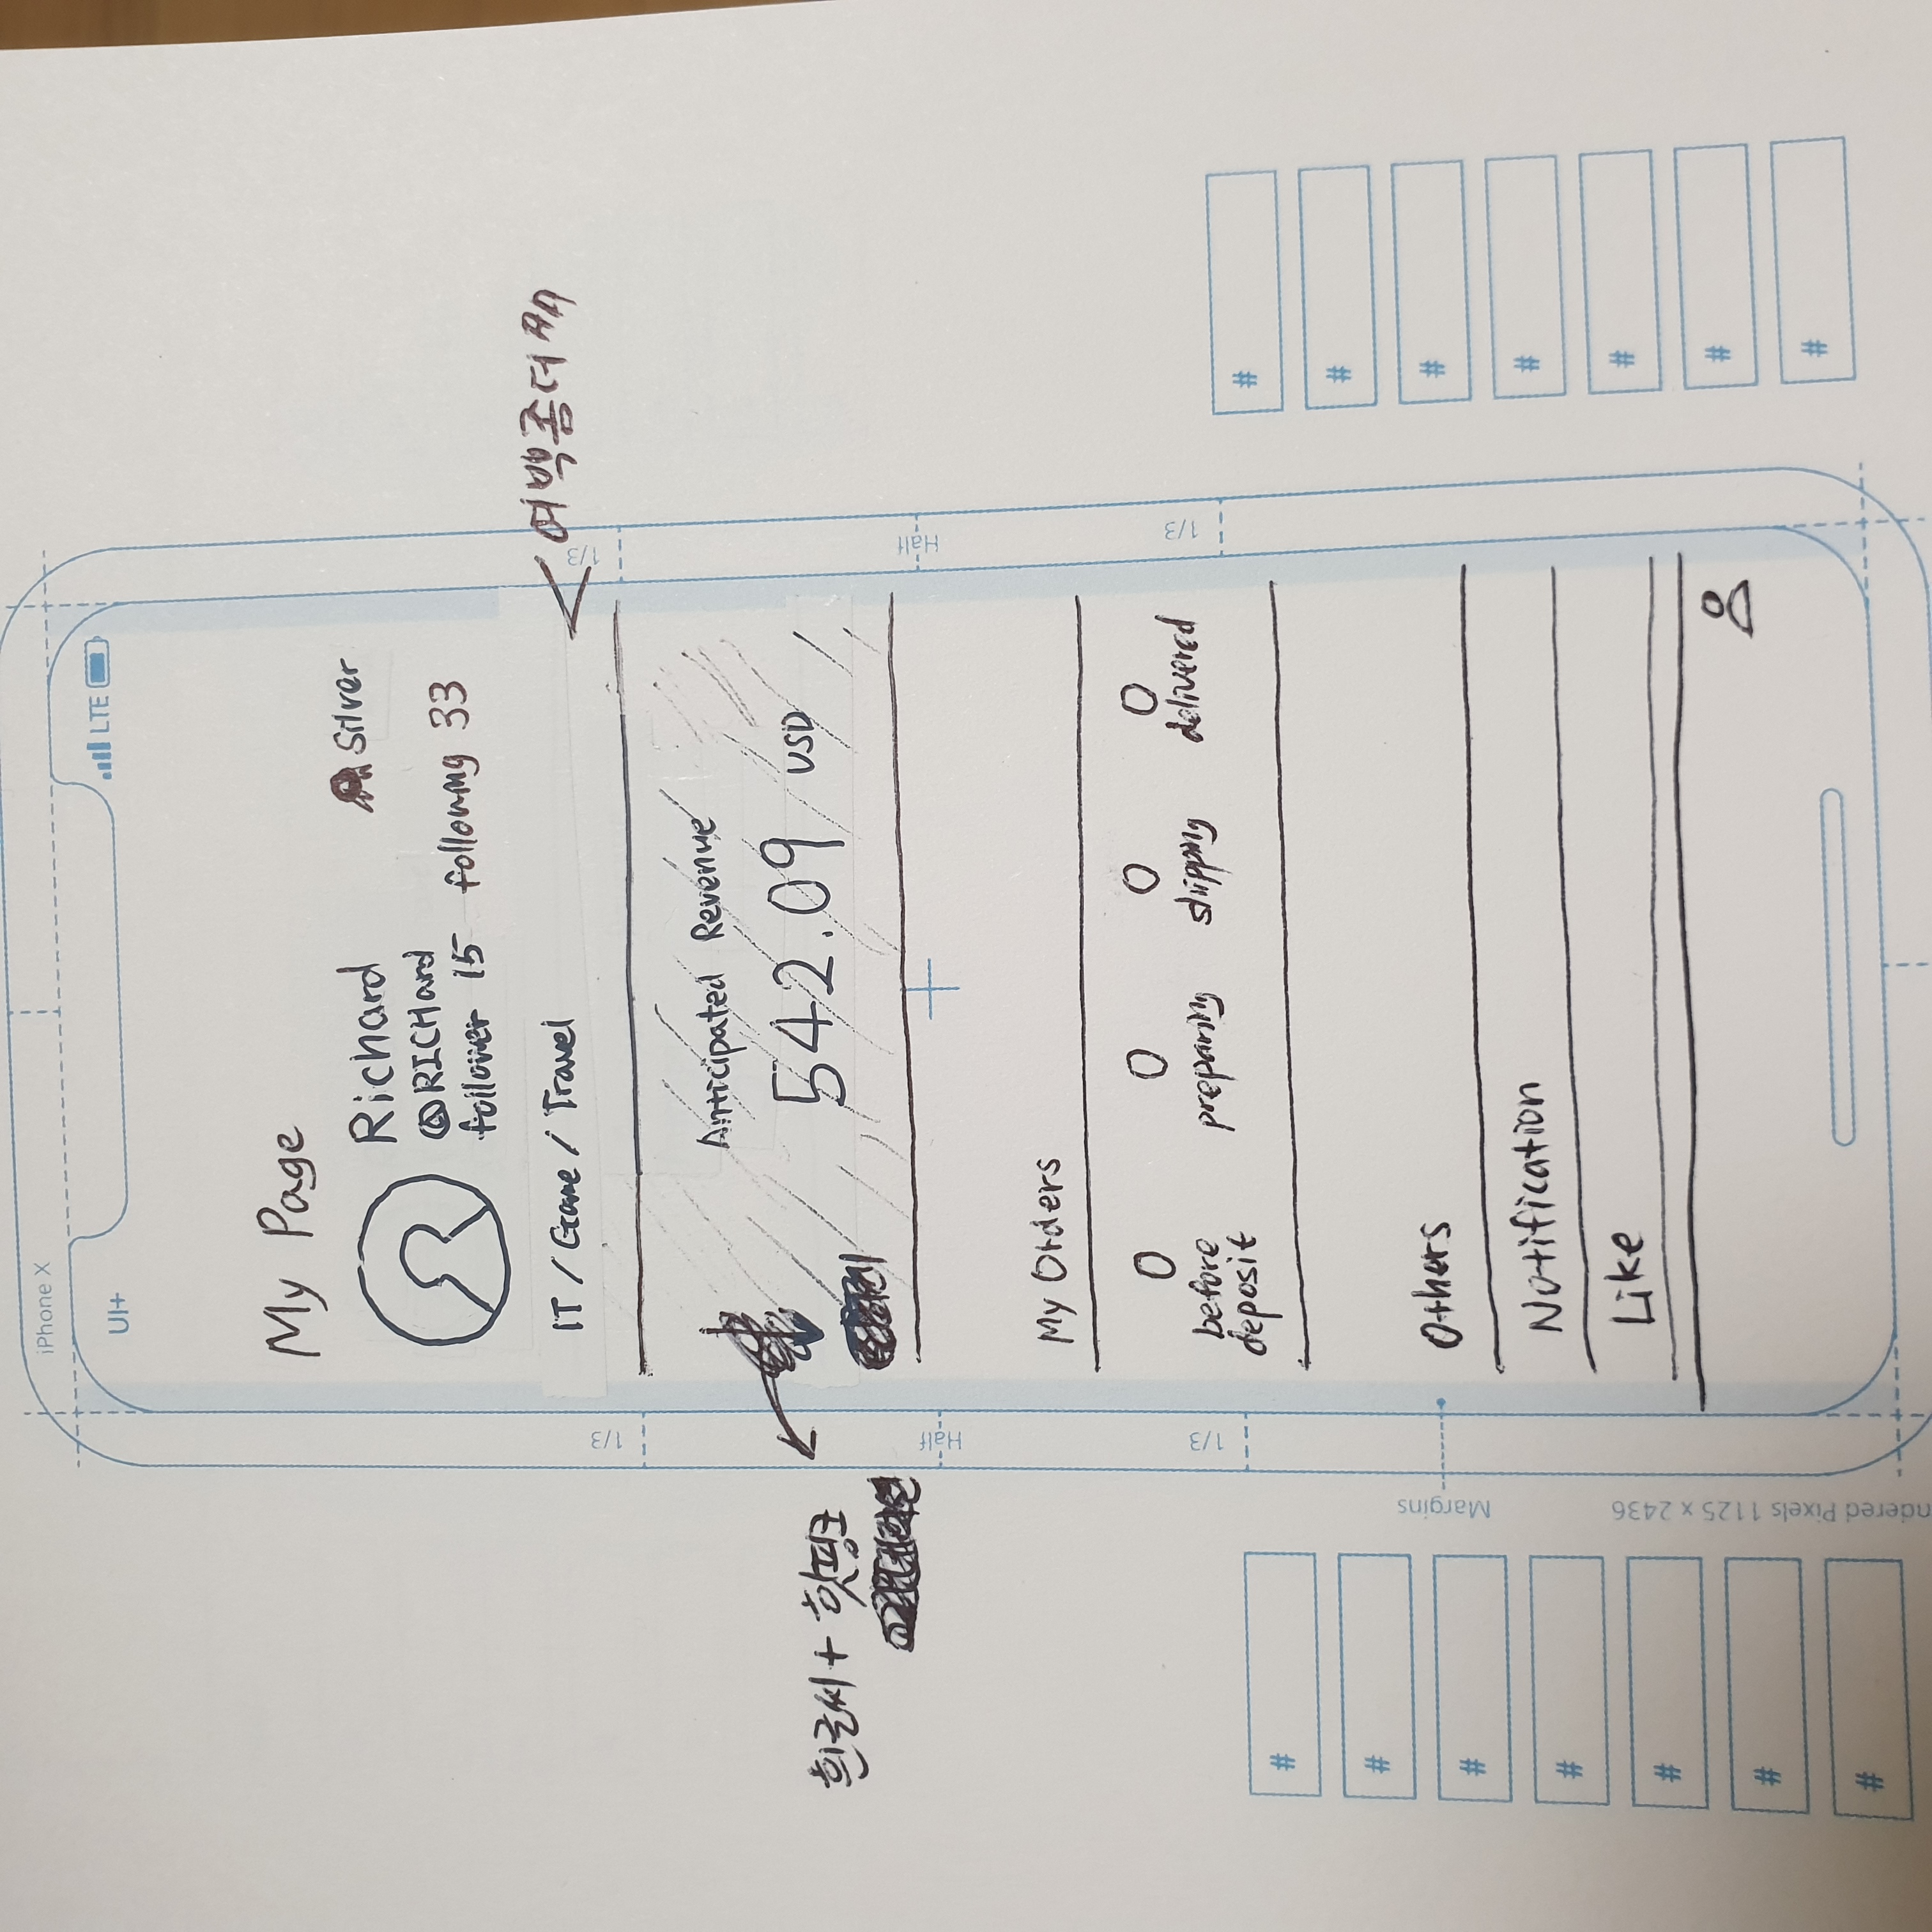 iPhone X
UI+
LTE
My Page
Richard
Silver
@RICHard
follower 15 following 33
IT / Game / Travel
여백좀더
1/3
1/3
Anticipated Revenue
542.09 USD
흰글씨+ 핫핑크
Half
Half
My Orders
0 0 0 0
before deposit
preparing
shipping
delivered
1/3
1/3
Others
Notification
Like
Margins
ndered Pixels 1125 x 2436
#
#
#
#
#
#
#
#
#
#
#
#
#
#